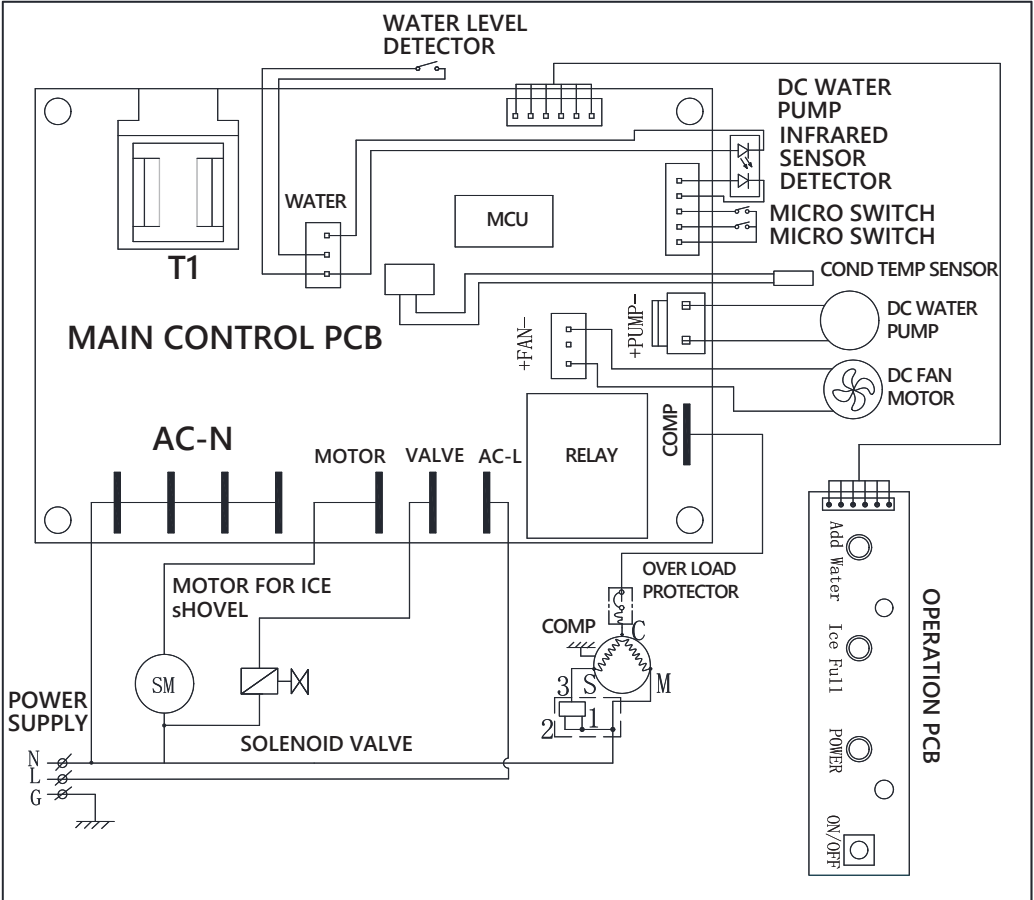 WATER LEVEL
DETECTOR
DC WATER
PUMP
INFRARED
SENSOR
DETECTOR
MICRO SWITCH
MICRO SWITCH
WATER
MCU
T1
COND TEMP SENSOR
MAIN CONTROL PCB
+PUMP-
DC WATER
PUMP
+FAN-
DC FAN
MOTOR
AC-N
MOTOR
VALVE
AC-L
RELAY
COMP
MOTOR FOR ICE
sHOVEL
OVER LOAD
PROTECTOR
COMP
C
S
M
3
2
1
SM
POWER
SUPPLY
SOLENOID VALVE
N
L
G
Add Water
Ice Full
POWER
ON/OFF
OPERATION PCB